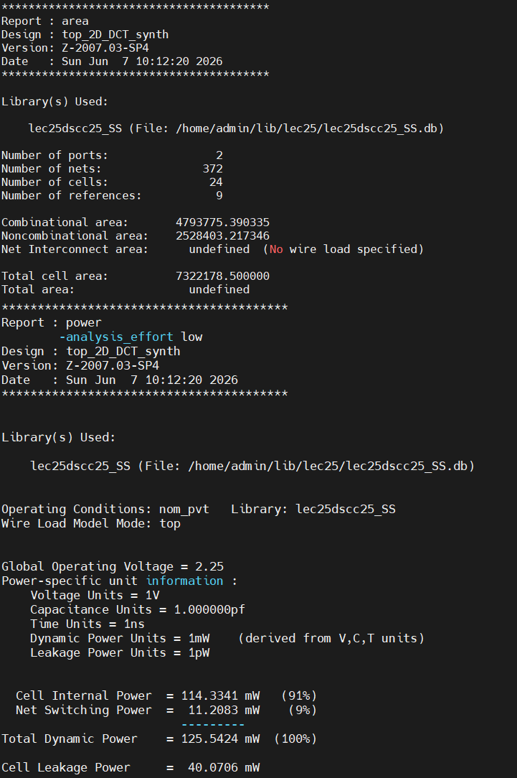 ****************************************
Report : area
Design : top_2D_DCT_synth
Version: Z-2007.03-SP4
Date   : Sun Jun  7 10:12:20 2026
****************************************

Library(s) Used:

    lec25dscc25_SS (File: /home/admin/lib/lec25/lec25dscc25_SS.db)

Number of ports:               2
Number of nets:              372
Number of cells:              24
Number of references:          9

Combinational area:       4793775.390335
Noncombinational area:    2528403.217346
Net Interconnect area:      undefined  (No wire load specified)

Total cell area:          7322178.500000
Total area:                 undefined
****************************************
Report : power
        -analysis_effort low
Design : top_2D_DCT_synth
Version: Z-2007.03-SP4
Date   : Sun Jun  7 10:12:20 2026
****************************************

Library(s) Used:

    lec25dscc25_SS (File: /home/admin/lib/lec25/lec25dscc25_SS.db)

Operating Conditions: nom_pvt   Library: lec25dscc25_SS
Wire Load Model Mode: top

Global Operating Voltage = 2.25
Power-specific unit information :
    Voltage Units = 1V
    Capacitance Units = 1.000000pf
    Time Units = 1ns
    Dynamic Power Units = 1mW    (derived from V,C,T units)
    Leakage Power Units = 1pW

  Cell Internal Power  = 114.3341 mW   (91%)
  Net Switching Power  =  11.2083 mW    (9%)
                         ---------
Total Dynamic Power    = 125.5424 mW  (100%)

Cell Leakage Power     =  40.0706 mW